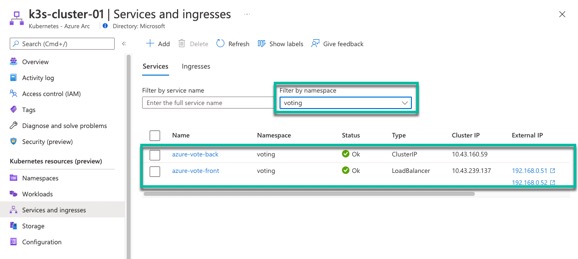 k3s-cluster-01 | Services and ingresses ...
Kubernetes - Azure Arc Directory: Microsoft
Search (Cmd+/)
Overview
Activity log
Access control (IAM)
Tags
Diagnose and solve problems
Security (preview)
Kubernetes resources (preview)
Namespaces
Workloads
Services and ingresses
Storage
Configuration
Add Delete Refresh Show labels Give feedback
Services Ingresses
Filter by service name Filter by namespace
Enter the full service name voting
Name Namespace Status Type Cluster IP External IP
azure-vote-back voting Ok ClusterIP 10.43.160.59
azure-vote-front voting Ok LoadBalancer 10.43.239.137 192.168.0.51
192.168.0.52